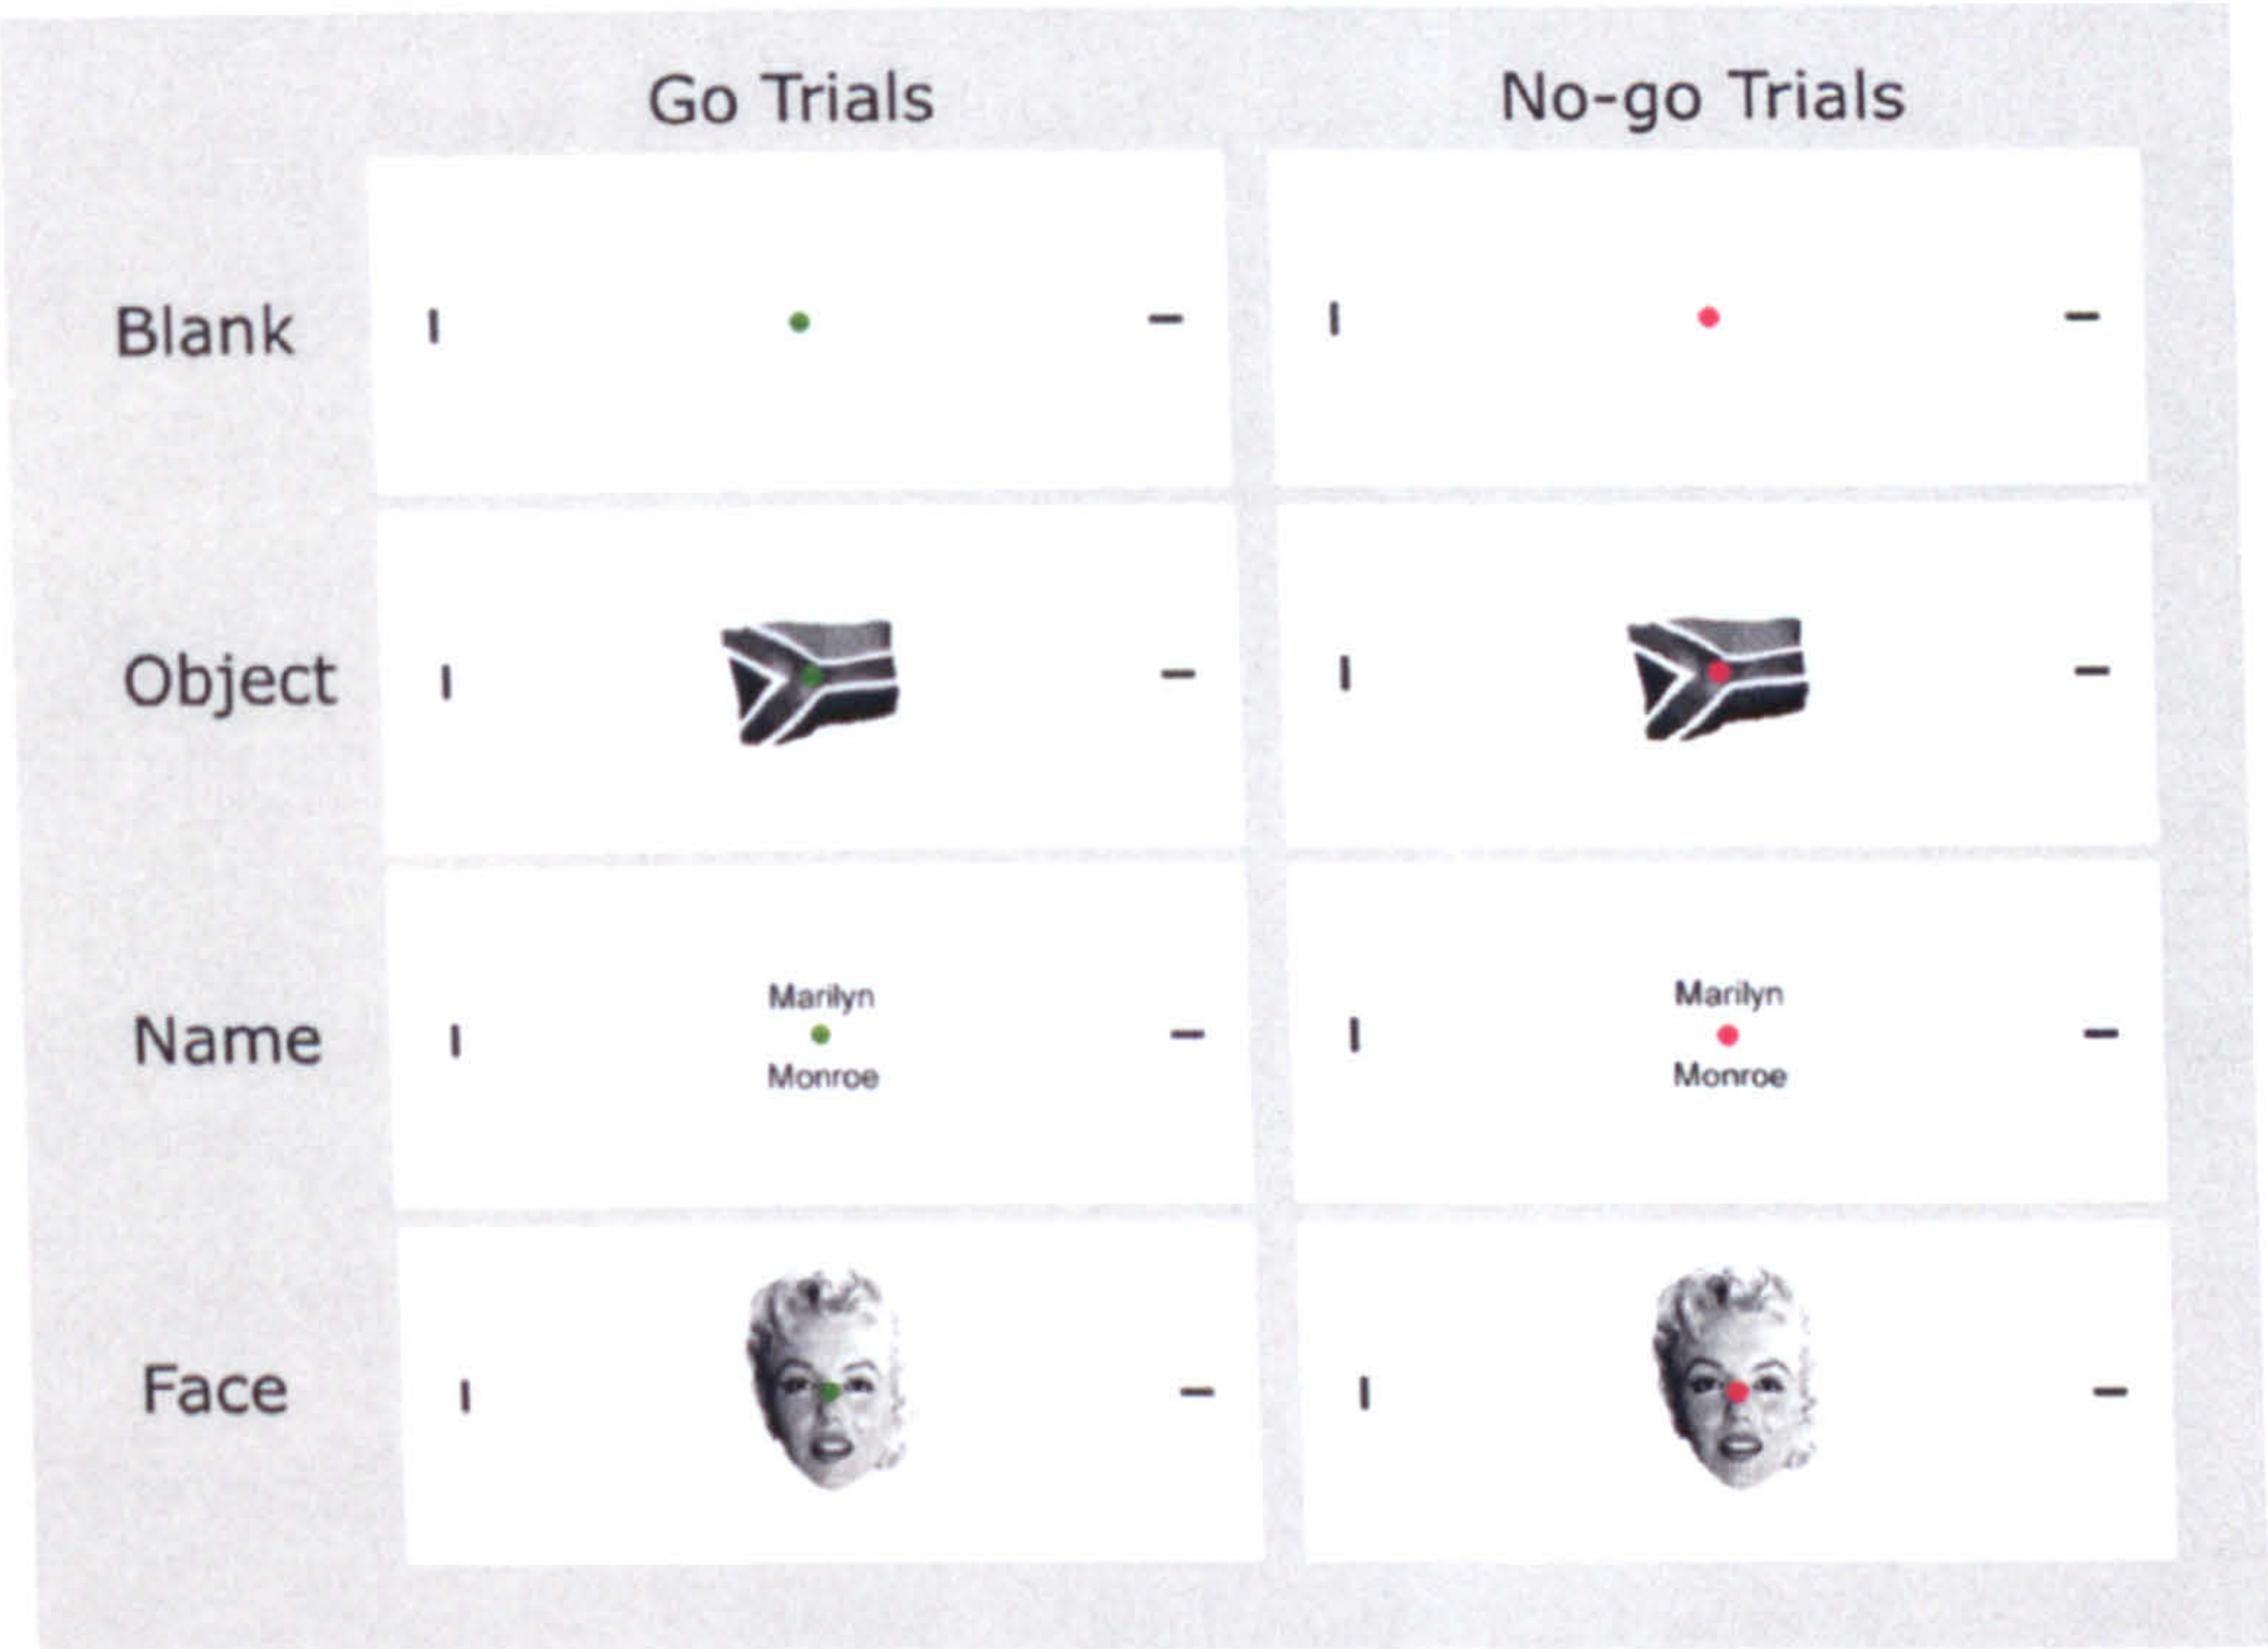 Go Trials
No-go Trials
Blank
Object
Name
Marilyn
Monroe
Marilyn
Monroe
Face